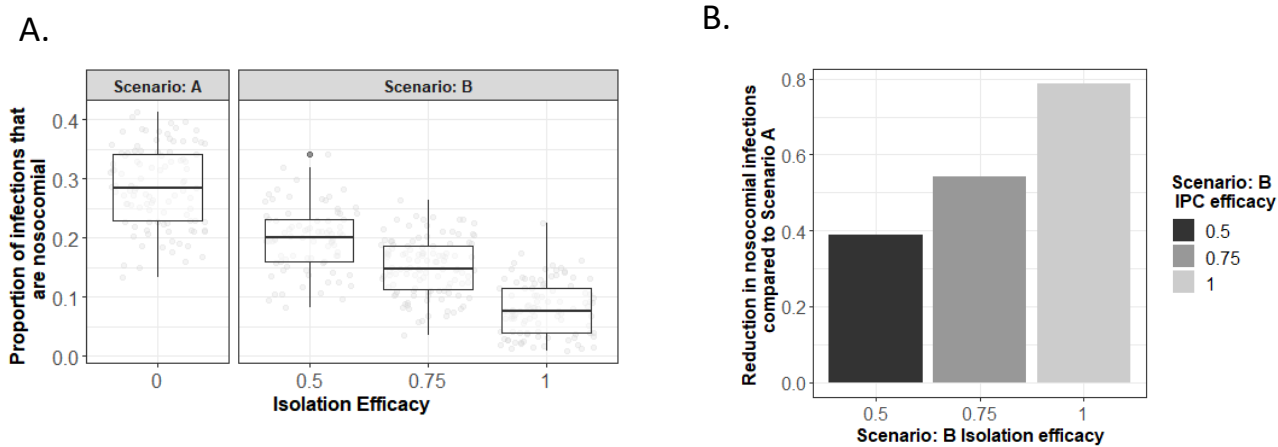 A.
Scenario: A
Scenario: B
Proportion of infections that
are nosocomial
0.4
0.3
0.2
0.1
0.0
0
0.5
0.75
1
Isolation Efficacy
B.
Reduction in nosocomial infections
compared to Scenario A
0.8
0.6
0.4
0.2
0.0
0.5
0.75
1
Scenario: B Isolation efficacy
Scenario: B
IPC efficacy
0.5
0.75
1